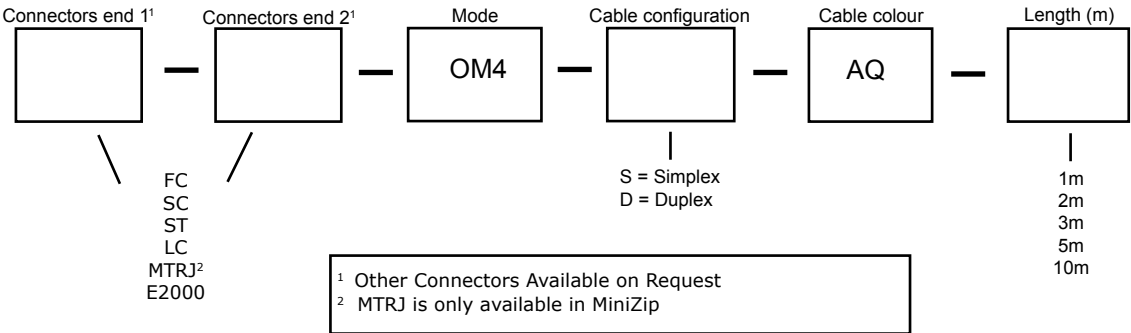 Connectors end 1¹
Connectors end 2¹
Mode
Cable configuration
Cable colour
Length (m)
OM4
AQ
FC
SC
ST
LC
MTRJ²
E2000
S = Simplex
D = Duplex
1m
2m
3m
5m
10m
¹ Other Connectors Available on Request
² MTRJ is only available in MiniZip